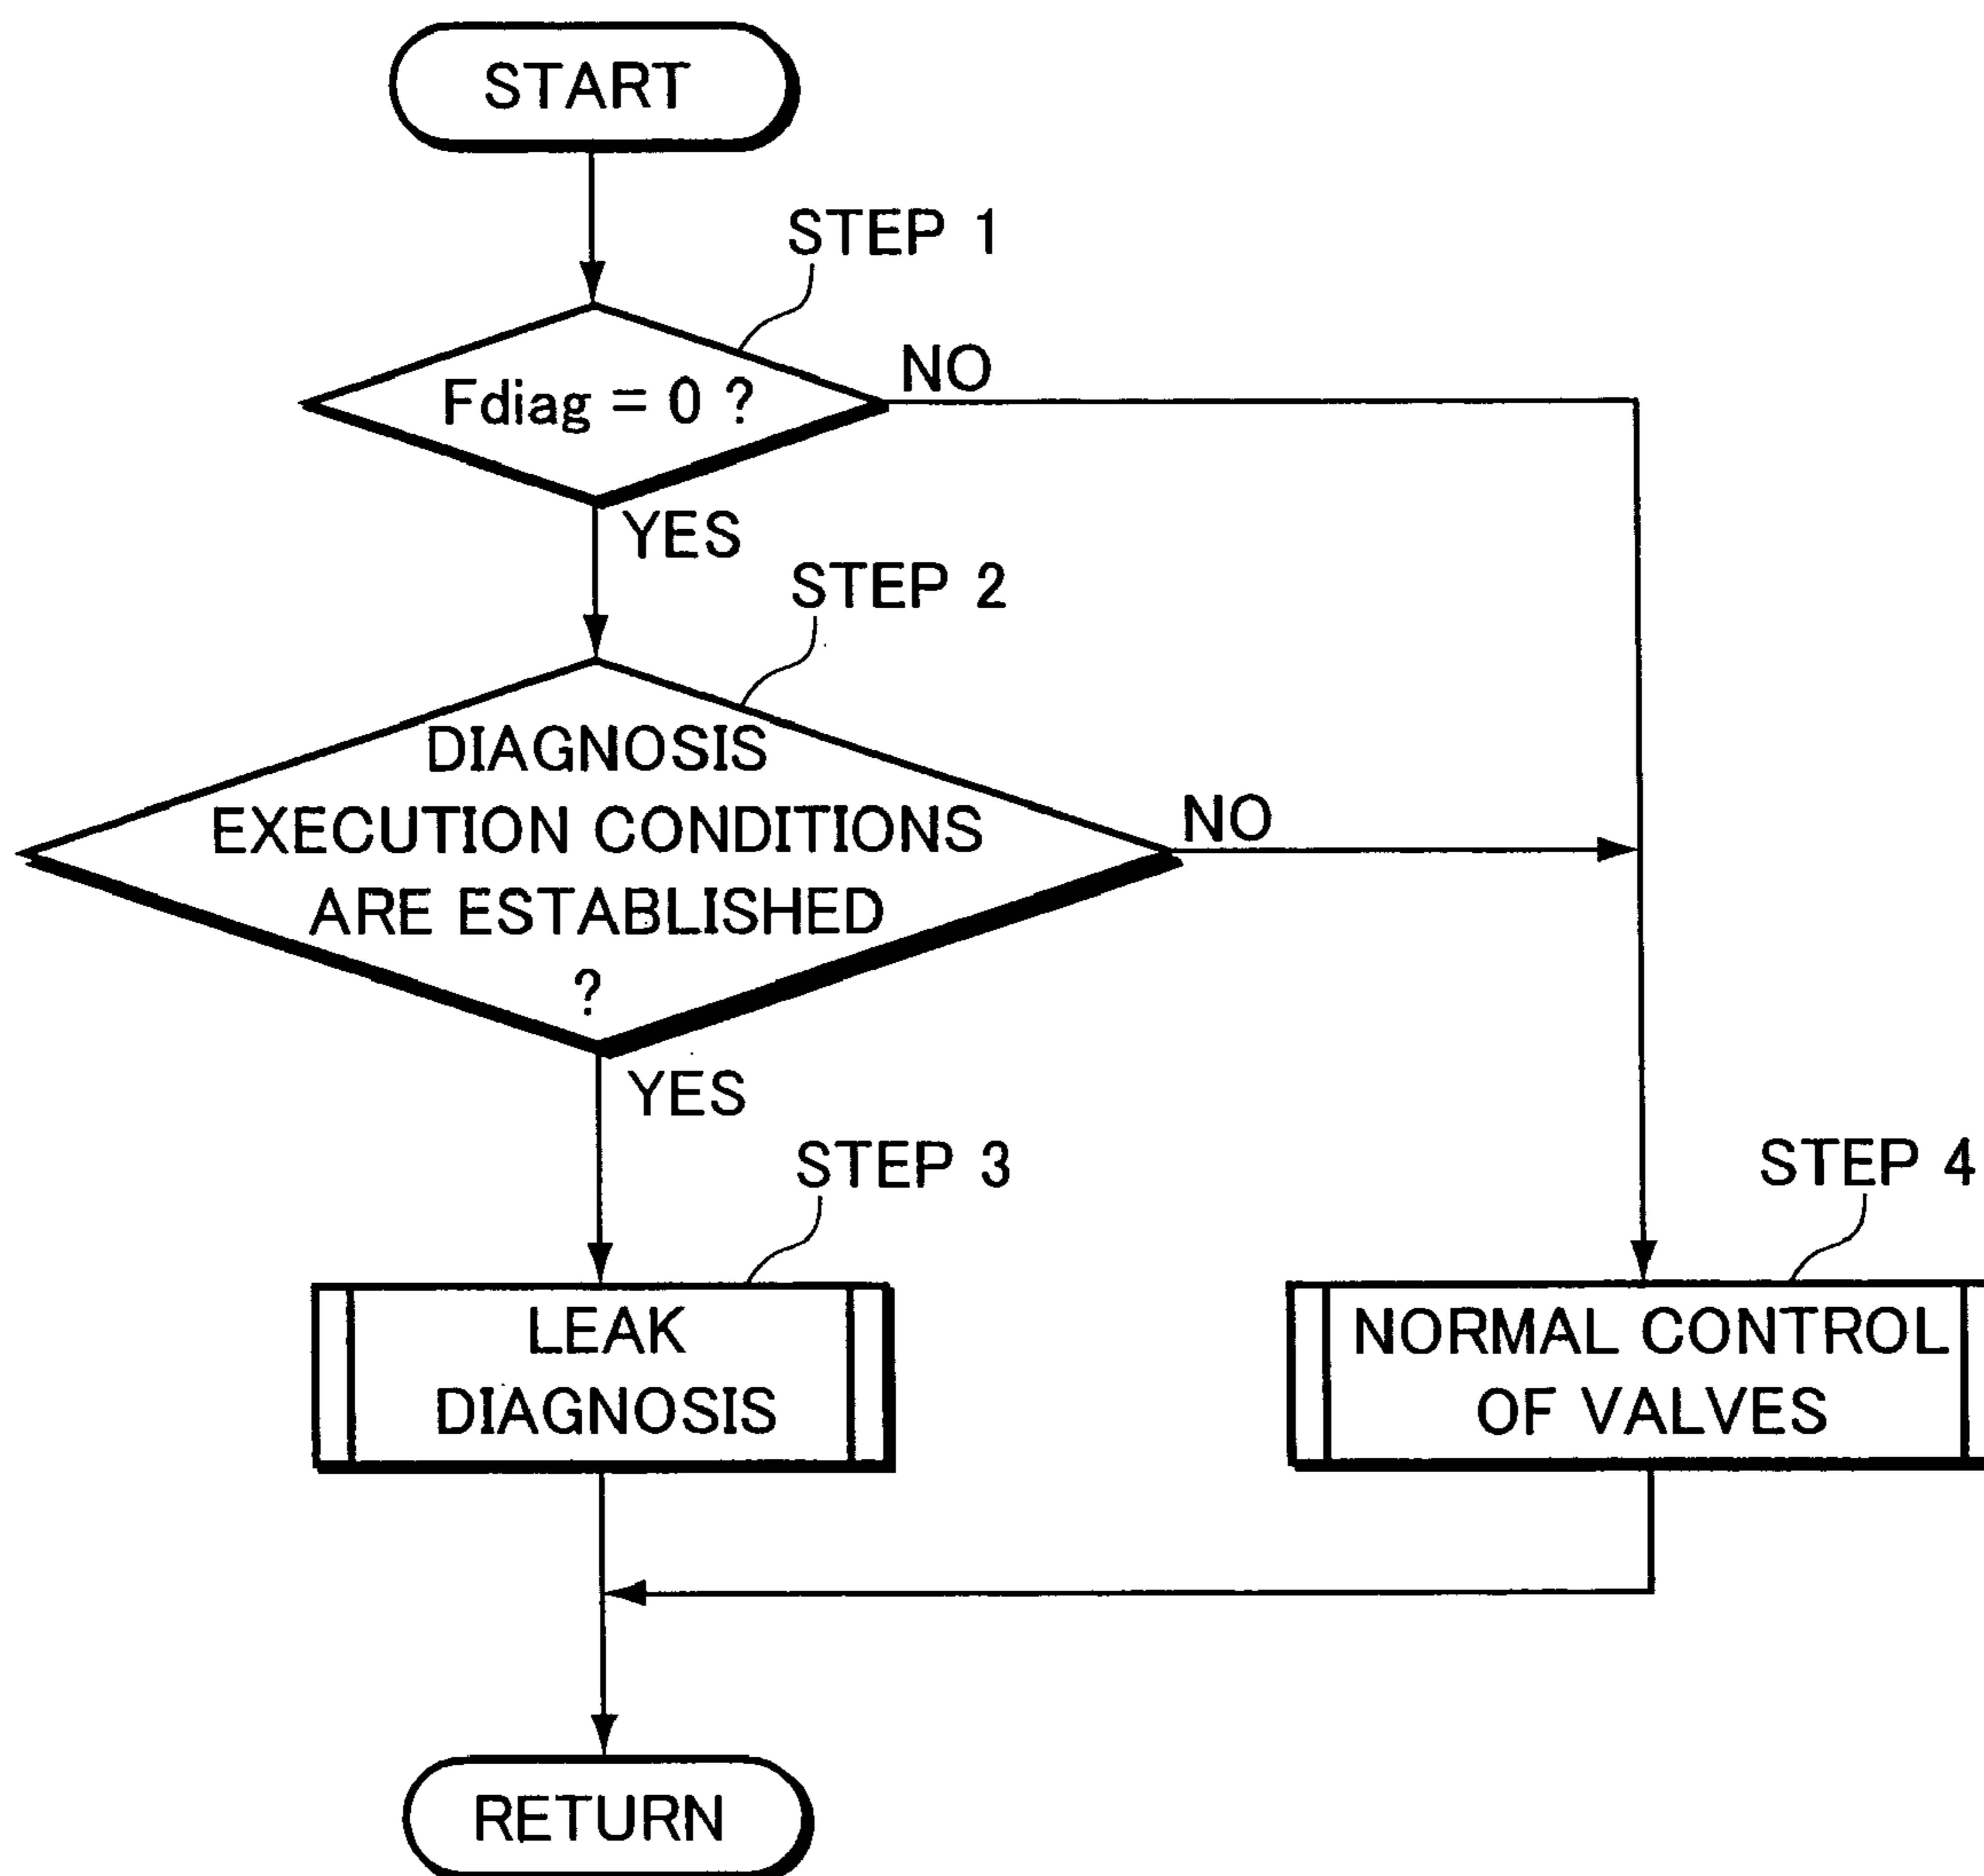 START
STEP 1
Fdiag = 0 ?
NO
YES
STEP 2
DIAGNOSIS
EXECUTION CONDITIONS
ARE ESTABLISHED
?
NO
YES
STEP 3
STEP 4
LEAK
DIAGNOSIS
NORMAL CONTROL
OF VALVES
RETURN